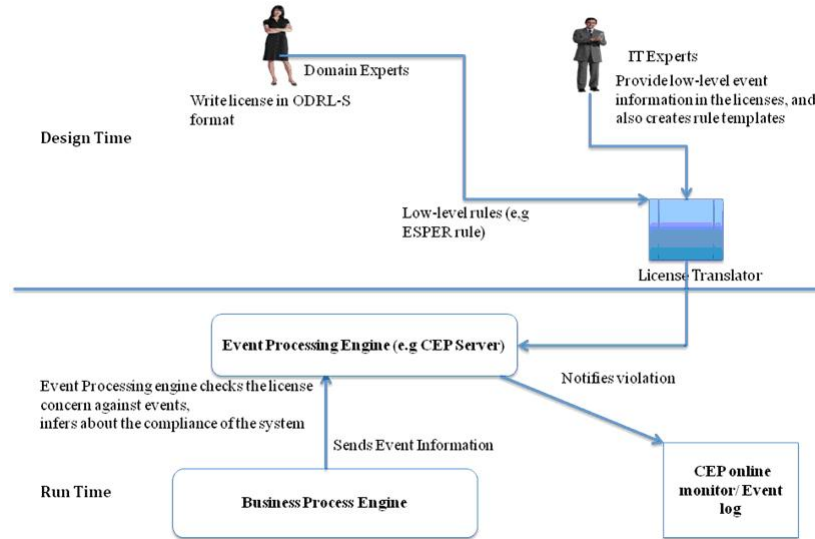 Domain Experts
Write license in ODRL-S
format
IT Experts
Provide low-level event
information in the licenses, and
also creates rule templates
Design Time
Low-level rules (e,g
ESPER rule)
License Translator
Event Processing Engine (e.g CEP Server)
Event Processing engine checks the license
concern against events,
infers about the compliance of the system
Notifies violation
Sends Event Information
Run Time
Business Process Engine
CEP online
monitor/ Event
log